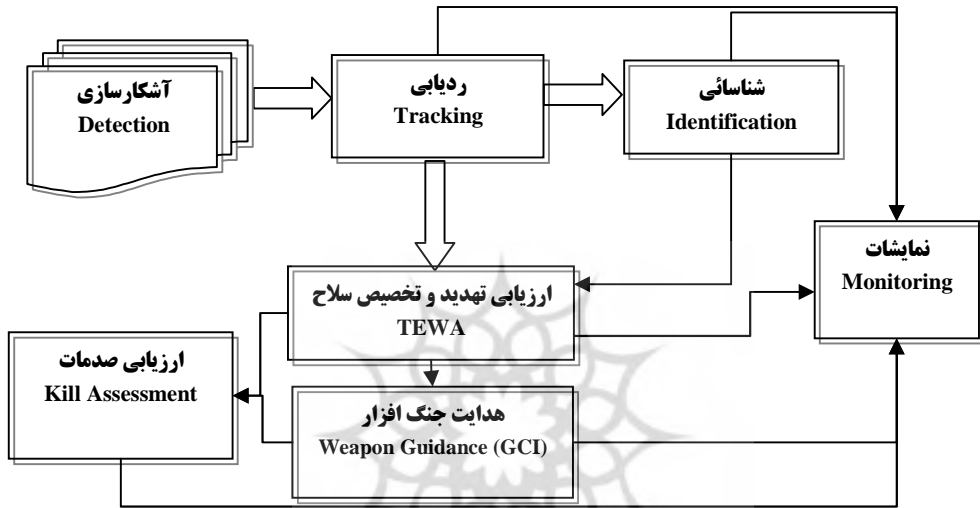 آشکارسازی
Detection
ردیابی
Tracking
شناسائی
Identification
نمایشات
Monitoring
ارزیابی تهدید و تخصیص سلاح
TEWA
ارزیابی صدمات
Kill Assessment
هدایت جنگ افزار
Weapon Guidance (GCI)